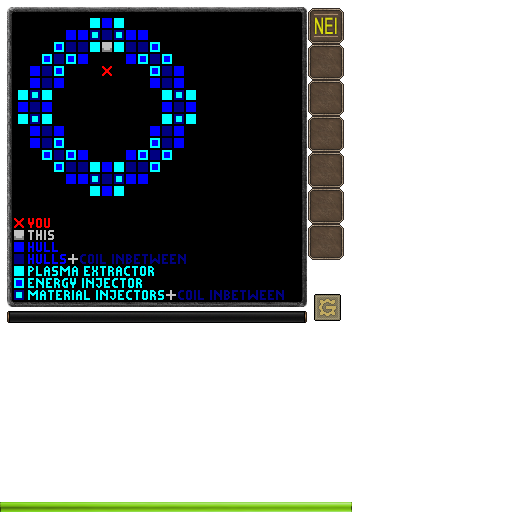 NEI
YOU
THIS
HULL
HULLS+COIL INBETWEEN
PLASMA EXTRACTOR
ENERGY INJECTOR
MATERIAL INJECTORS+COIL INBETWEEN
G